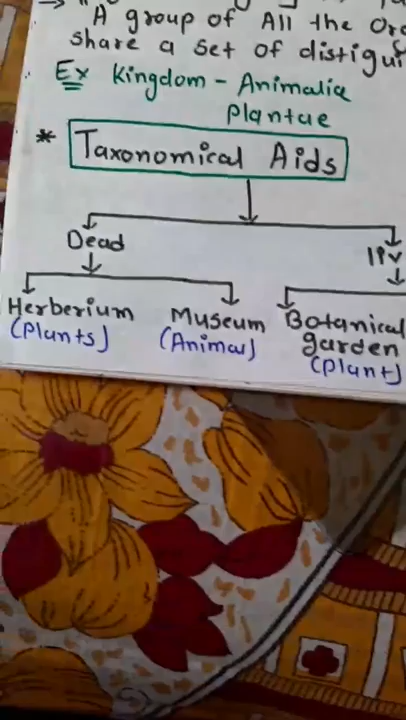 "A group of All the
share a set of
Ex Kingdom - Animalia
Plantae
* Taxonomical Aids
Dead
Herberium Museum Botanical
(Plants) (Animal) garden
(Plant)